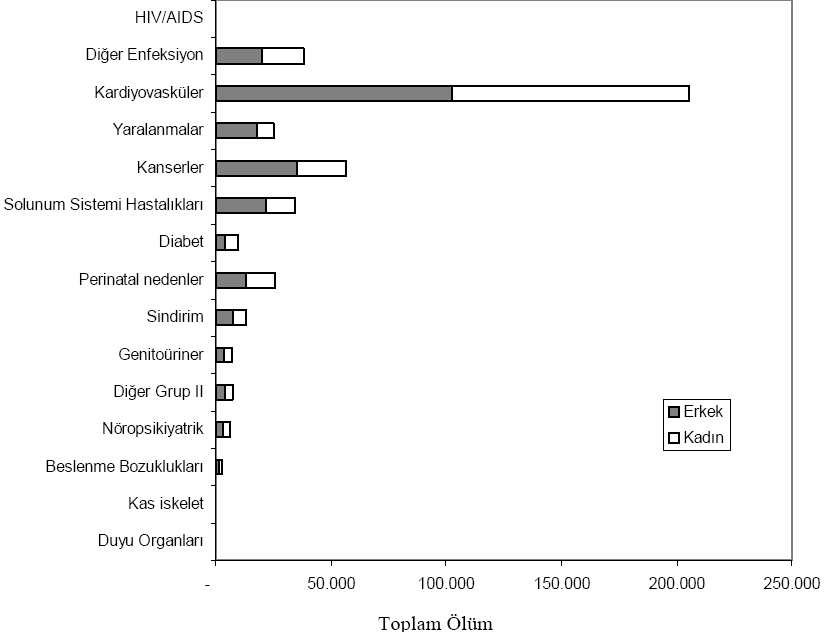 HIV/AIDS
Diğer Enfeksiyon
Kardiyovasküler
Yaralanmalar
Kanserler
Solunum Sistemi Hastalıkları
Diabet
Perinatal nedenler
Sindirim
Genitoüriner
Diğer Grup II
Nöropsikiyatrik
Beslenme Bozuklukları
Kas iskelet
Duyu Organları
Erkek
Kadın
- 50.000 100.000 150.000 200.000 250.000
Toplam Ölüm